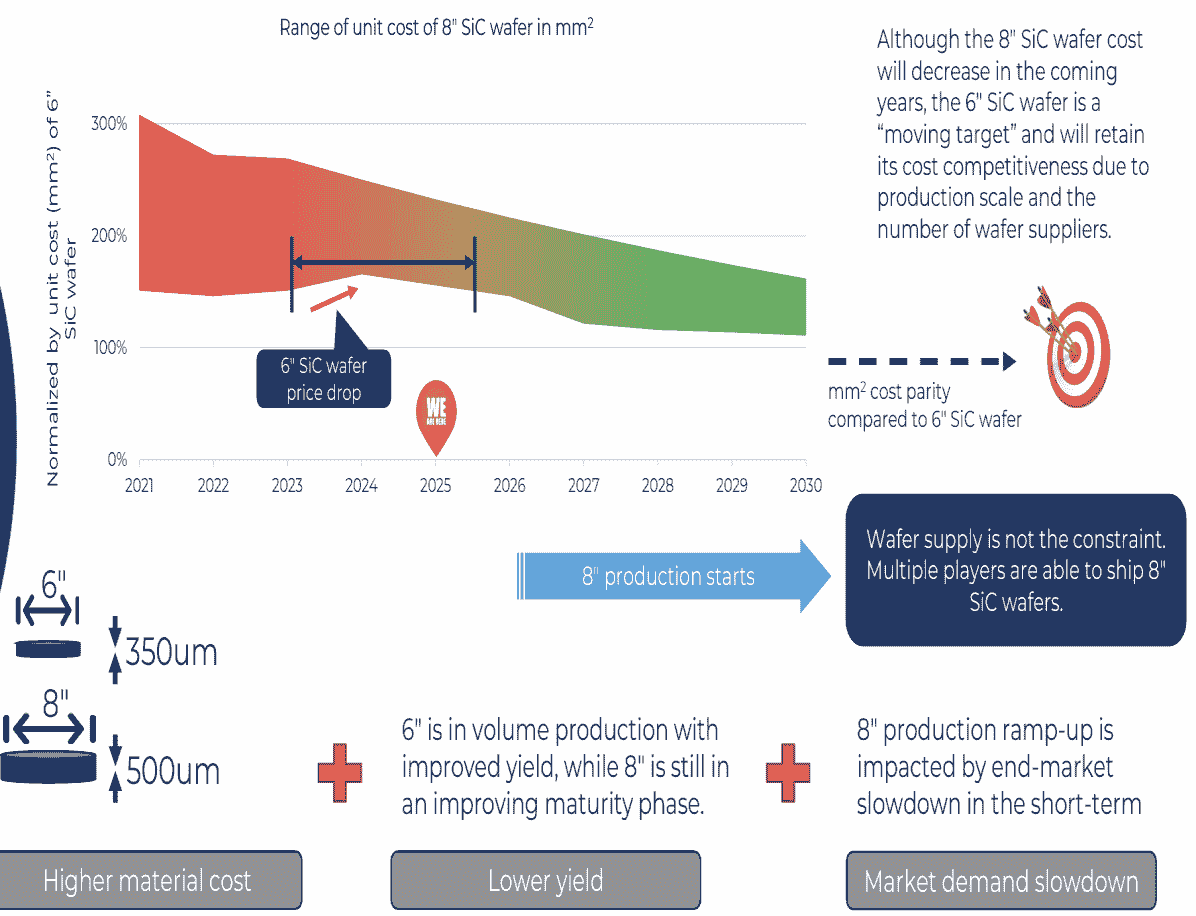 Range of unit cost of 8" SiC wafer in mm²
Normalized by unit cost (mm²) of 6"
SiC wafer
300%
200%
100%
0%
2021
2022
2023
2024
2025
2026
2027
2028
2029
2030
6" SiC wafer
price drop
WE
ARE HERE
Although the 8" SiC wafer cost
will decrease in the coming
years, the 6" SiC wafer is a
“moving target” and will retain
its cost competitiveness due to
production scale and the
number of wafer suppliers.
mm² cost parity
compared to 6" SiC wafer
8" production starts
Wafer supply is not the constraint.
Multiple players are able to ship 8"
SiC wafers.
6"
350um
8"
500um
6" is in volume production with
improved yield, while 8" is still in
an improving maturity phase.
8" production ramp-up is
impacted by end-market
slowdown in the short-term
Higher material cost
Lower yield
Market demand slowdown